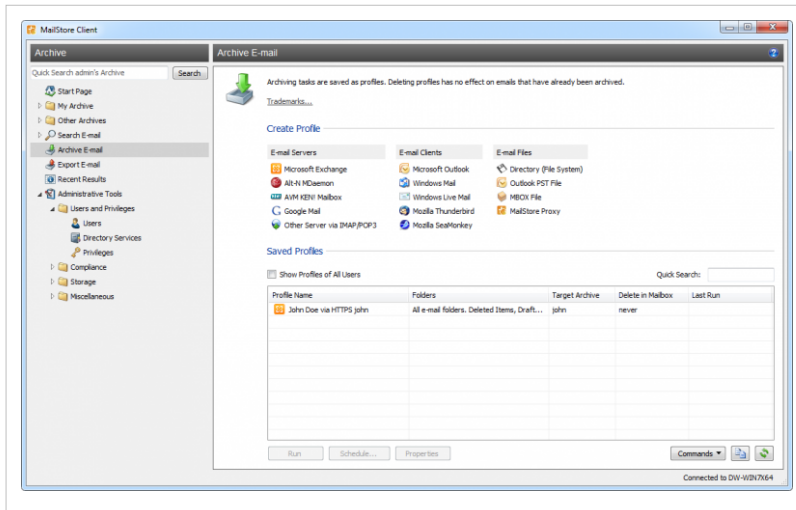 MailStore Client
Archive
Archive E-mail
Quick Search admin's Archive
Search
Start Page
My Archive
Other Archives
Search E-mail
Archive E-mail
Export E-mail
Recent Results
Administrative Tools
Users and Privileges
Users
Directory Services
Privileges
Compliance
Storage
Miscellaneous
Archiving tasks are saved as profiles. Deleting profiles has no effect on emails that have already been archived.
Trademarks...
Create Profile
E-mail Servers
Microsoft Exchange
Alt-N MDaemon
AVM KEN! Mailbox
Google Mail
Other Server via IMAP/POP3
E-mail Clients
Microsoft Outlook
Windows Mail
Windows Live Mail
Mozilla Thunderbird
Mozilla SeaMonkey
E-mail Files
Directory (File System)
Outlook PST File
MBOX File
MailStore Proxy
Saved Profiles
Show Profiles of All Users
Quick Search:
Profile Name Folders Target Archive Delete in Mailbox Last Run
John Doe via HTTPS john All e-mail folders. Deleted Items, Draft... john never
Run Schedule... Properties Commands
Connected to DW-WIN7X64